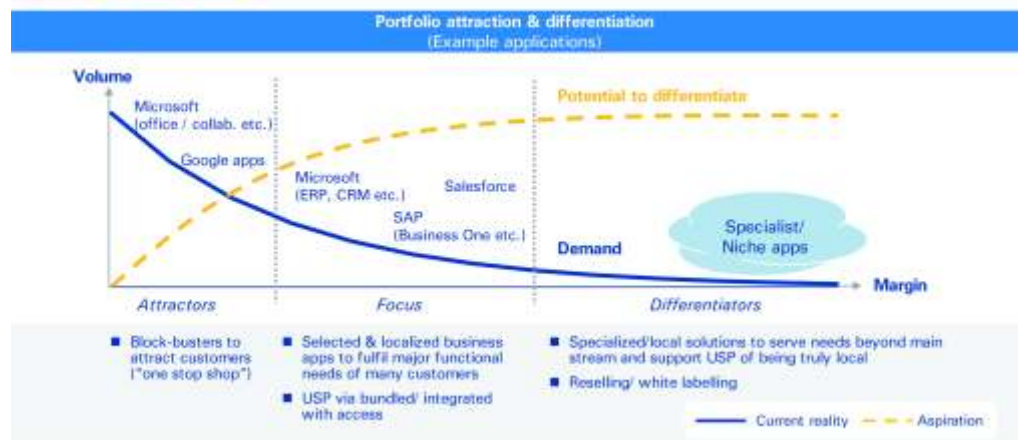 Portfolio attraction & differentiation
(Example applications)
Volume
Microsoft
(office / collab. etc.)
Google apps
Potential to differentiate
Microsoft
(ERP, CRM etc.)
Salesforce
SAP
(Business One etc.)
Demand
Specialist/
Niche apps
Margin
Attractors
Focus
Differentiators
■ Block-busters to
attract customers
("one stop shop")
■ Selected & localized business
apps to fulfil major functional
needs of many customers
■ USP via bundled/ integrated
with access
■ Specialized/local solutions to serve needs beyond main
stream and support USP of being truly local
■ Reselling/ white labelling
Current reality
Aspiration